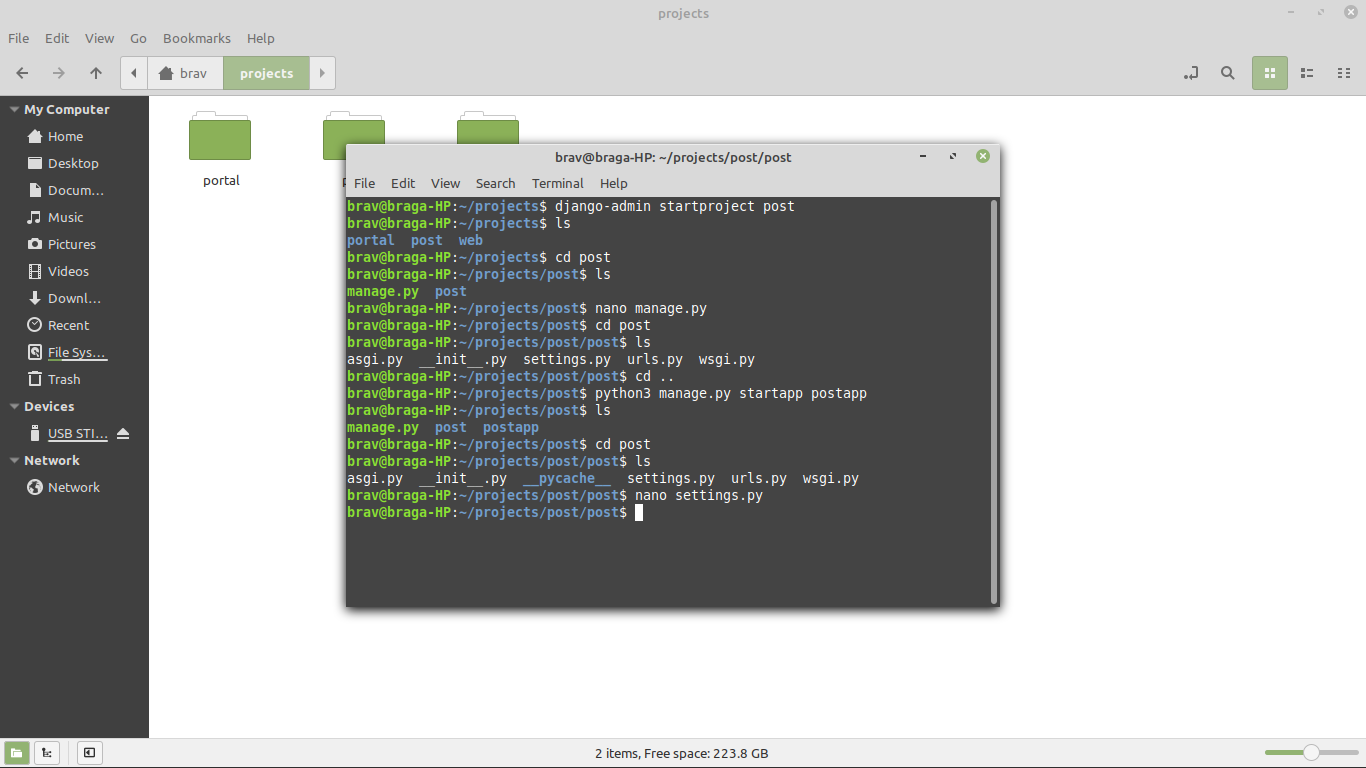 projects
File Edit View Go Bookmarks Help
brav projects
My Computer
Home
Desktop
Docum...
Music
Pictures
Videos
Downl...
Recent
File Sys...
Trash
Devices
USB STI...
Network
Network
portal
brav@braga-HP: ~/projects/post/post
File Edit View Search Terminal Help
brav@braga-HP:~/projects$ django-admin startproject post
brav@braga-HP:~/projects$ ls
portal  post  web
brav@braga-HP:~/projects$ cd post
brav@braga-HP:~/projects/post$ ls
manage.py  post
brav@braga-HP:~/projects/post$ nano manage.py
brav@braga-HP:~/projects/post$ cd post
brav@braga-HP:~/projects/post/post$ ls
asgi.py  __init__.py  settings.py  urls.py  wsgi.py
brav@braga-HP:~/projects/post/post$ cd ..
brav@braga-HP:~/projects/post$ python3 manage.py startapp postapp
brav@braga-HP:~/projects/post$ ls
manage.py  post  postapp
brav@braga-HP:~/projects/post$ cd post
brav@braga-HP:~/projects/post/post$ ls
asgi.py  __init__.py  __pycache__  settings.py  urls.py  wsgi.py
brav@braga-HP:~/projects/post/post$ nano settings.py
brav@braga-HP:~/projects/post/post$
2 items, Free space: 223.8 GB